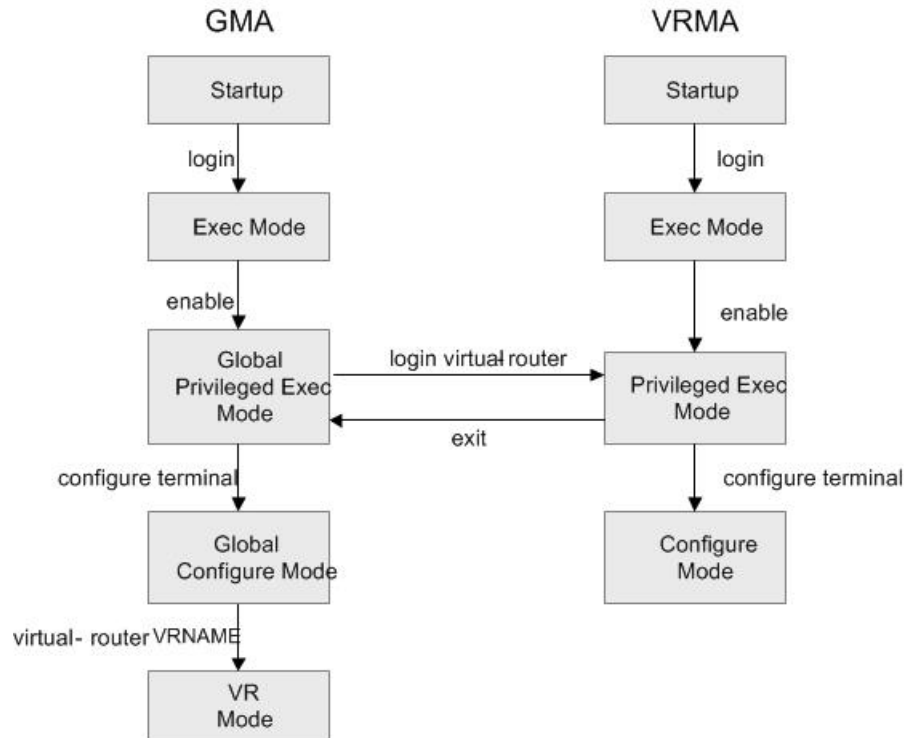 GMA
VRMA
Startup
Startup
login
login
Exec Mode
Exec Mode
enable
enable
Global
Privileged Exec
Mode
login virtual-router
Privileged Exec
Mode
exit
configure terminal
configure terminal
Global
Configure Mode
Configure
Mode
virtual- router VRNAME
VR
Mode